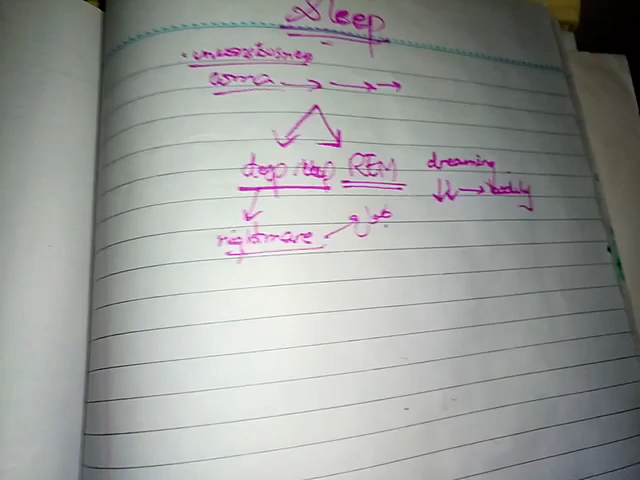 Sleep
• unconsciousness
coma → → →
deep sleep REM dreaming
↓↓ → body
nightmare →